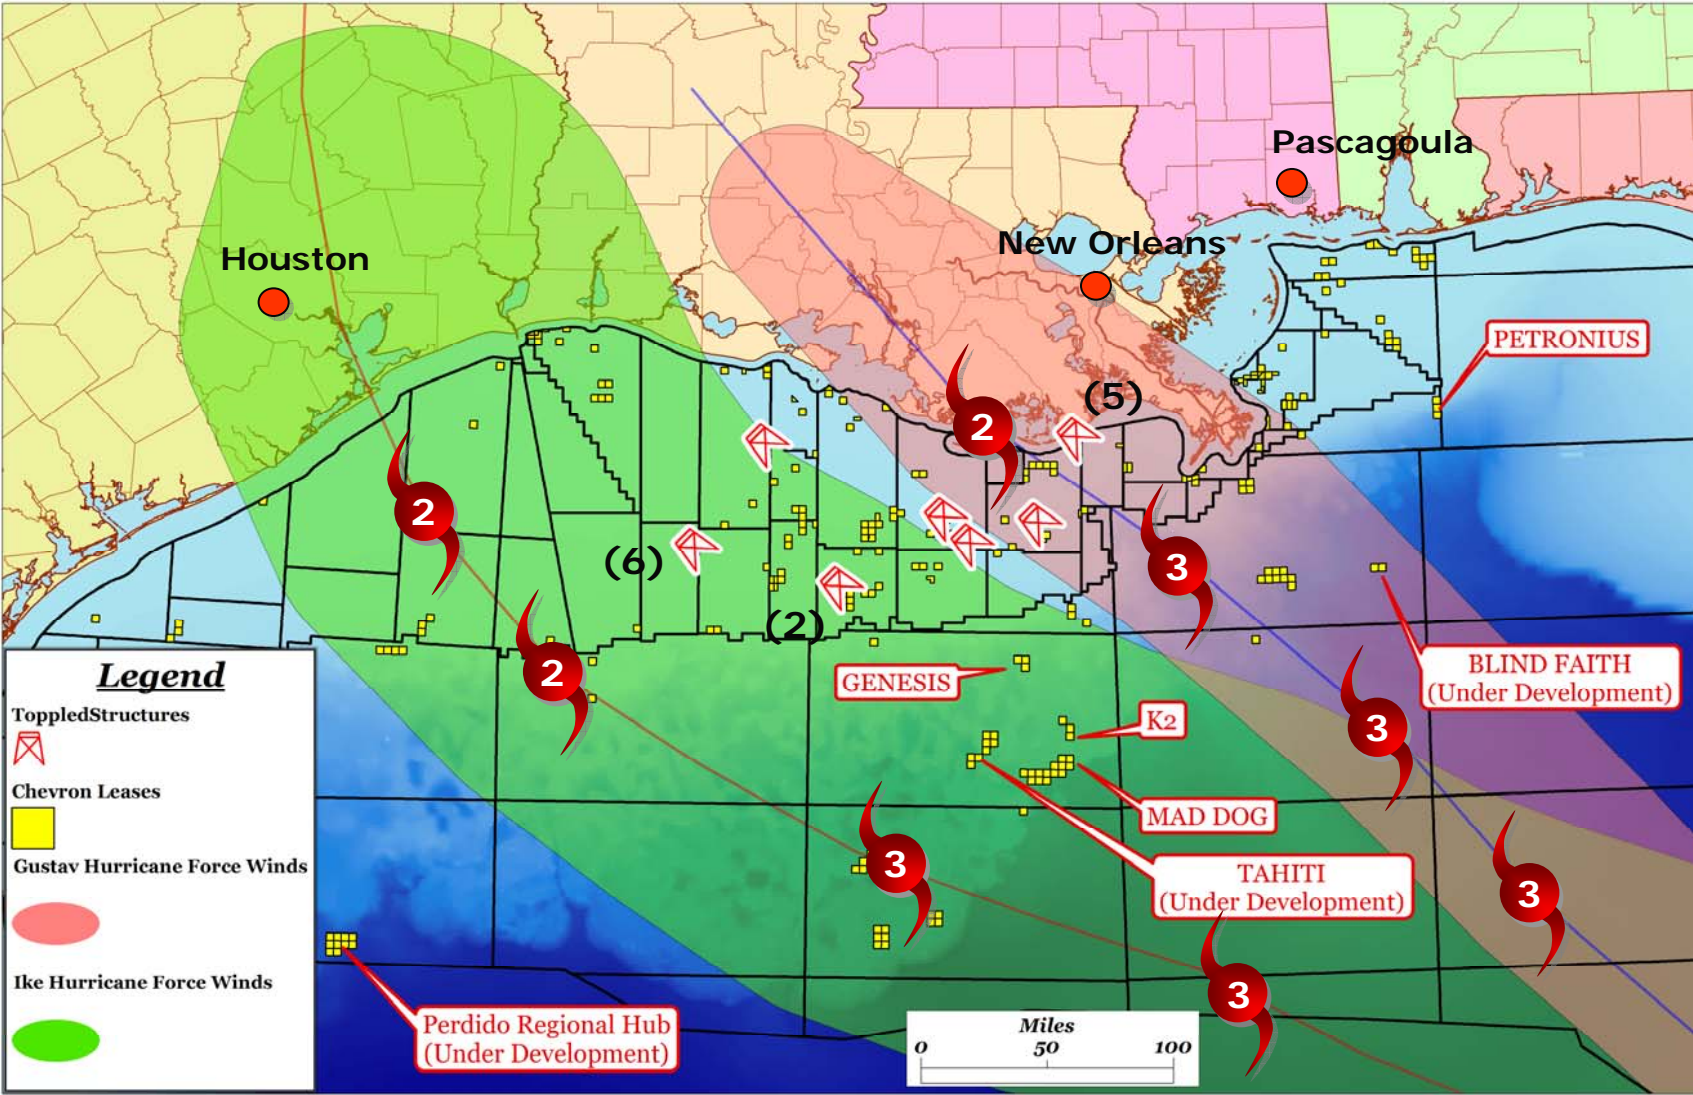 Pascagoula
New Orleans
Houston
PETRONIUS
(5)
2
2
3
(6)
(2)
2
BLIND FAITH
(Under Development)
GENESIS
K2
3
MAD DOG
3
TAHITI
(Under Development)
3
3
Legend
ToppledStructures
Chevron Leases
Gustav Hurricane Force Winds
Ike Hurricane Force Winds
Perdido Regional Hub
(Under Development)
Miles
0 50 100